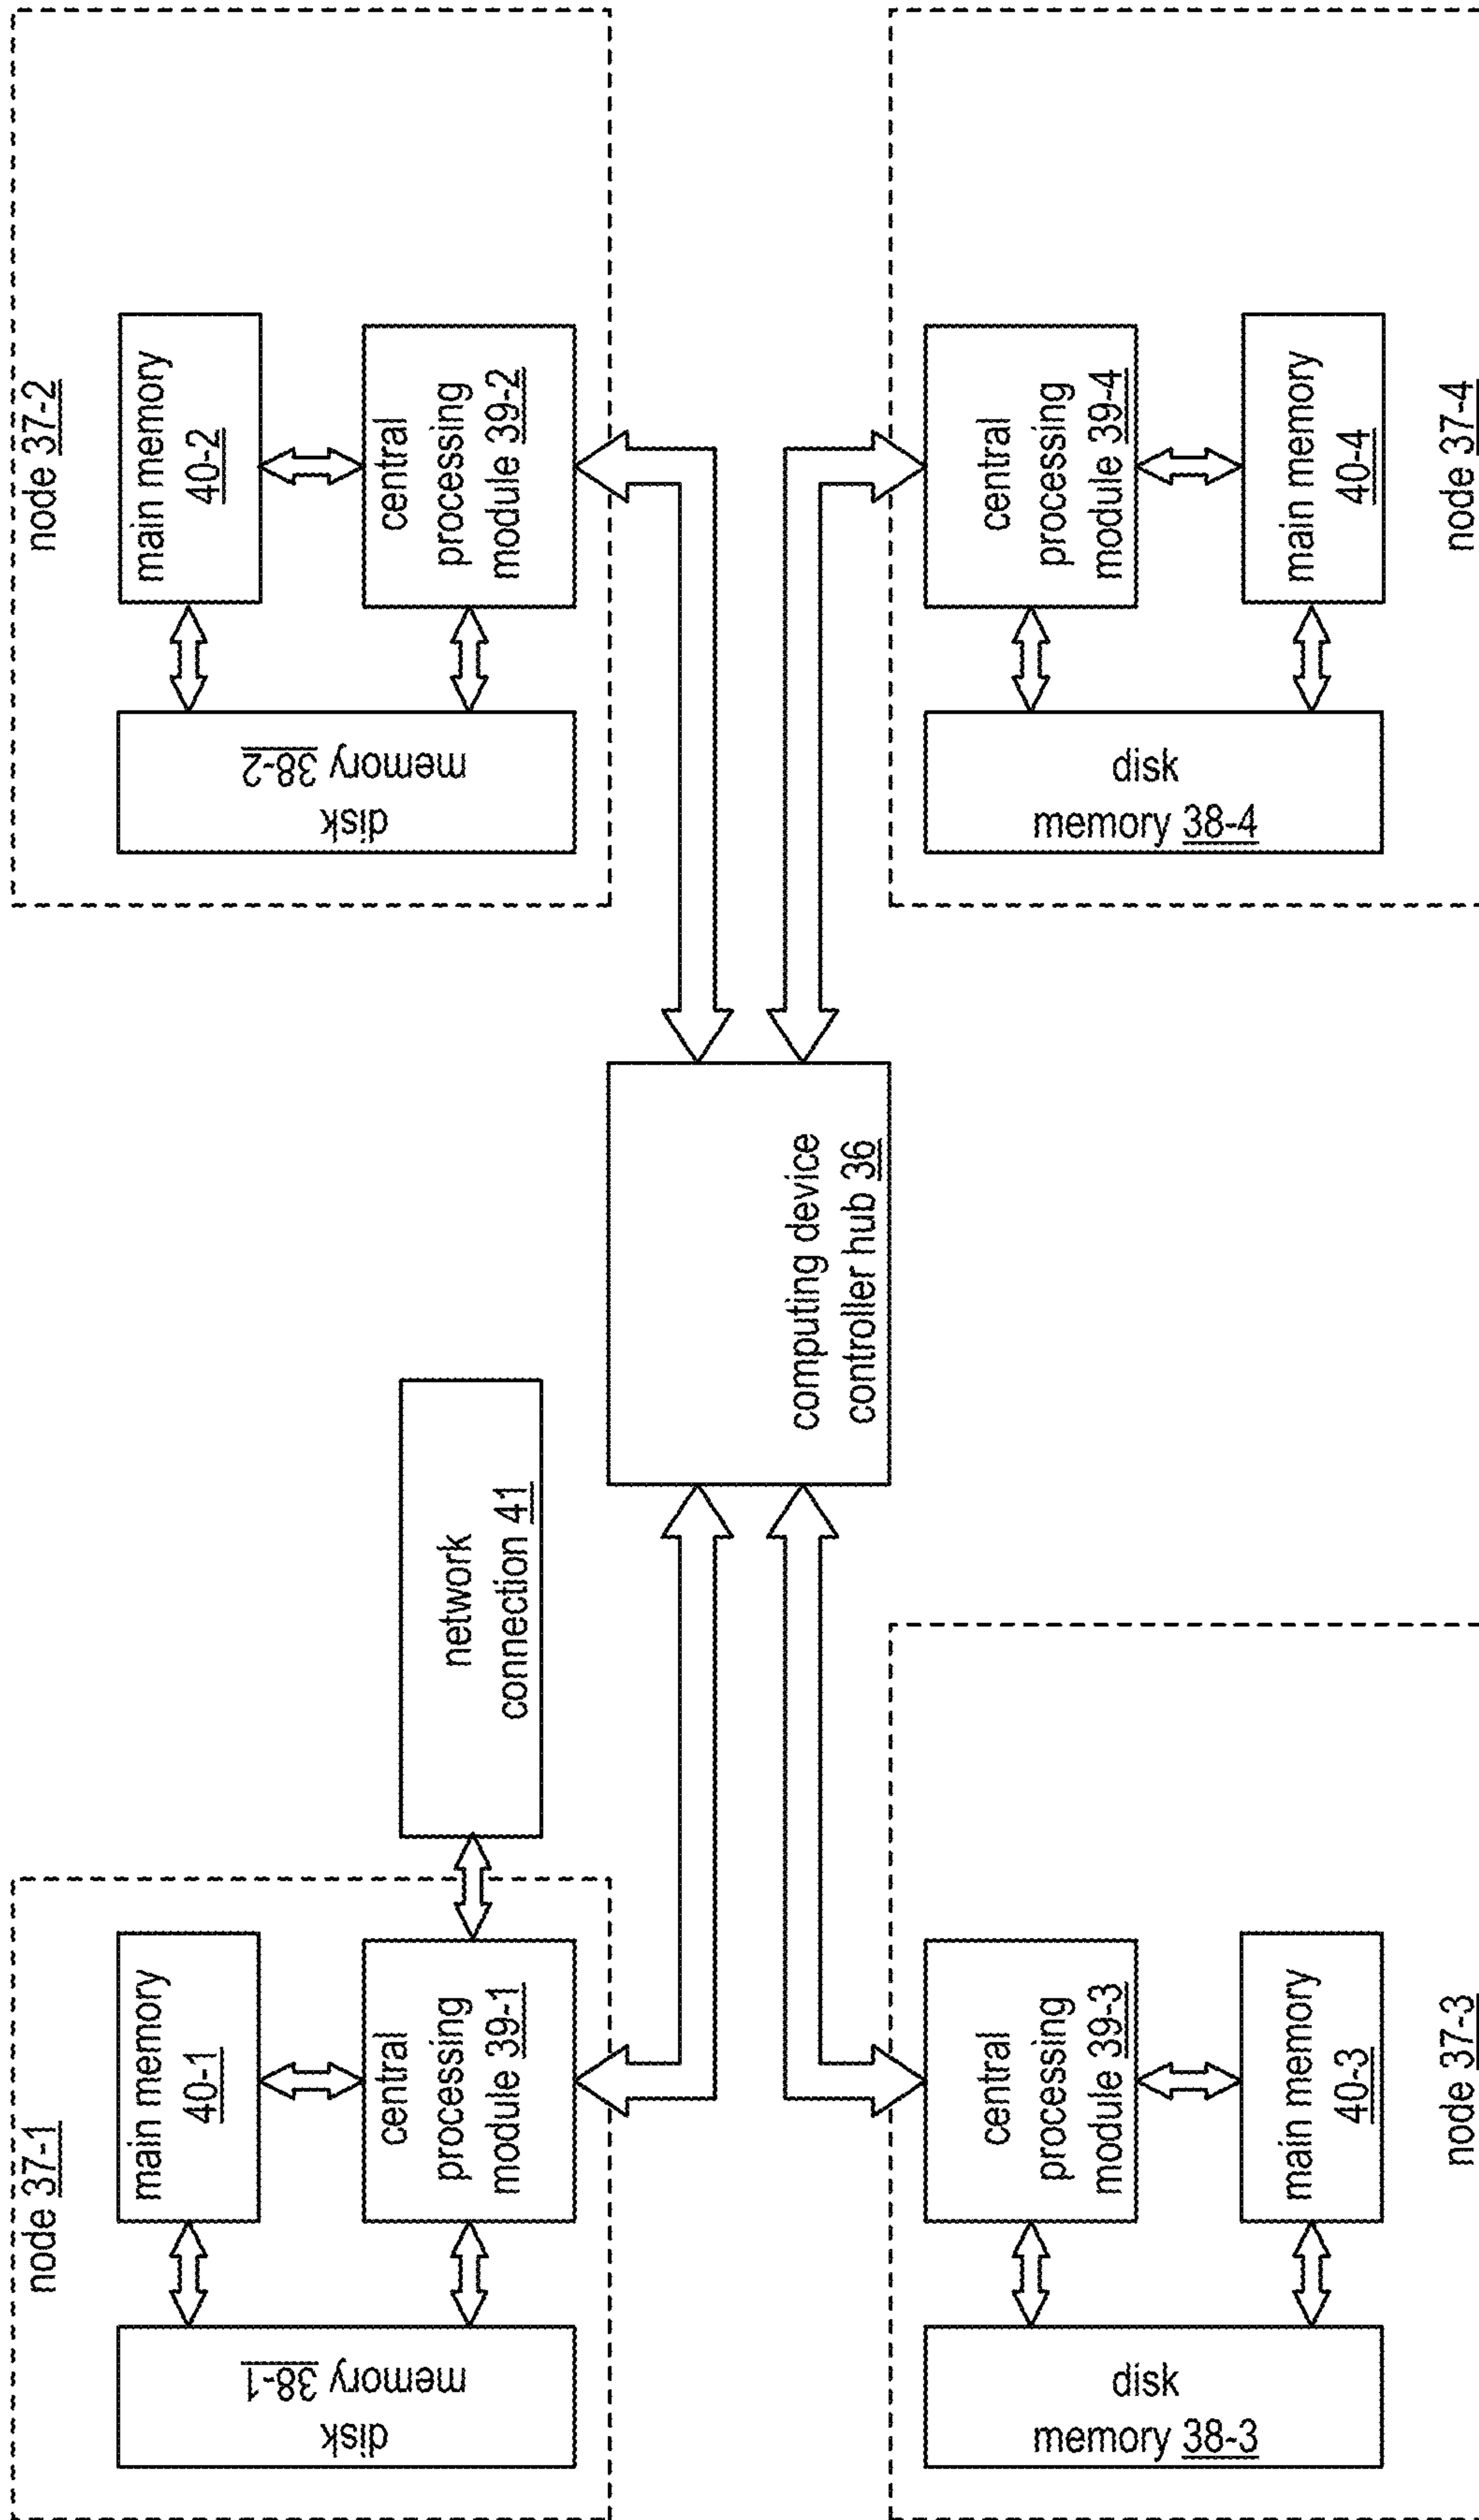 node 37-1
main memory
40-1
central
processing
module 39-1
disk
memory 38-1
network
connection 41
node 37-2
main memory
40-2
central
processing
module 39-2
disk
memory 38-2
computing device
controller hub 36
central
processing
module 39-3
main memory
40-3
disk
memory 38-3
node 37-3
central
processing
module 39-4
main memory
40-4
disk
memory 38-4
node 37-4